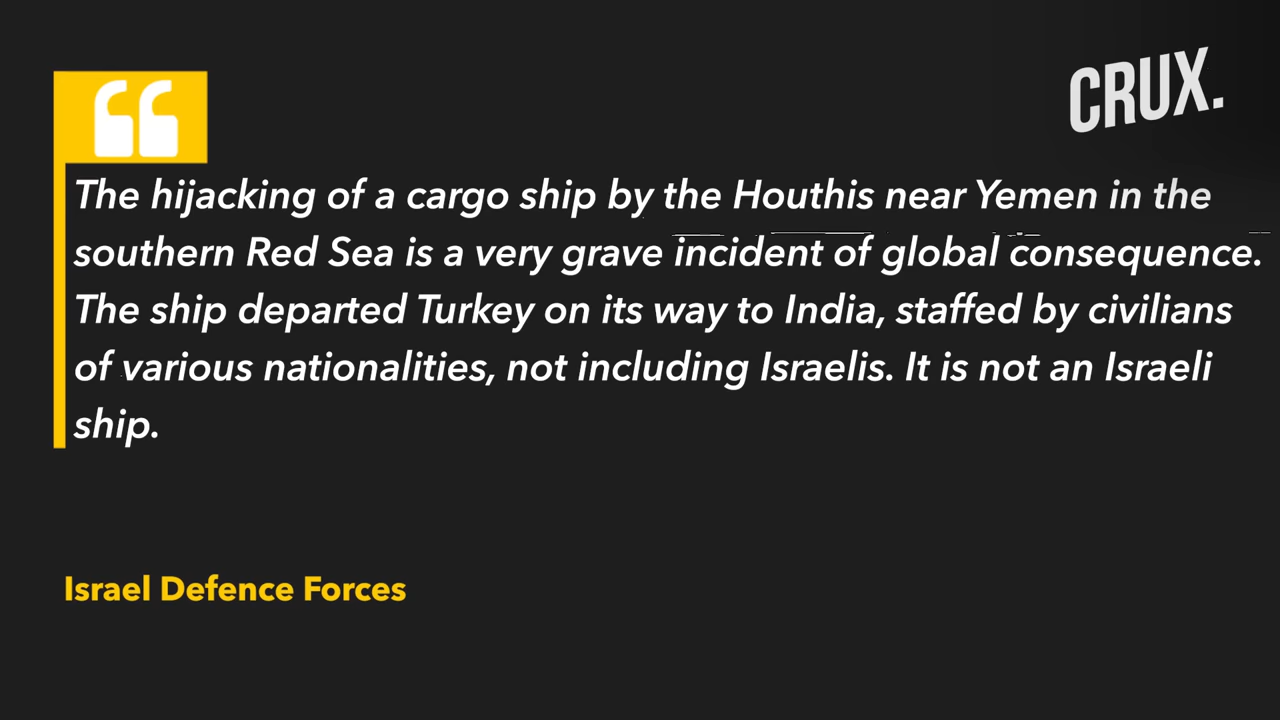 CRUX.
“
The hijacking of a cargo ship by the Houthis near Yemen in the
southern Red Sea is a very grave incident of global consequence.
The ship departed Turkey on its way to India, staffed by civilians
of various nationalities, not including Israelis. It is not an Israeli
ship.
Israel Defence Forces